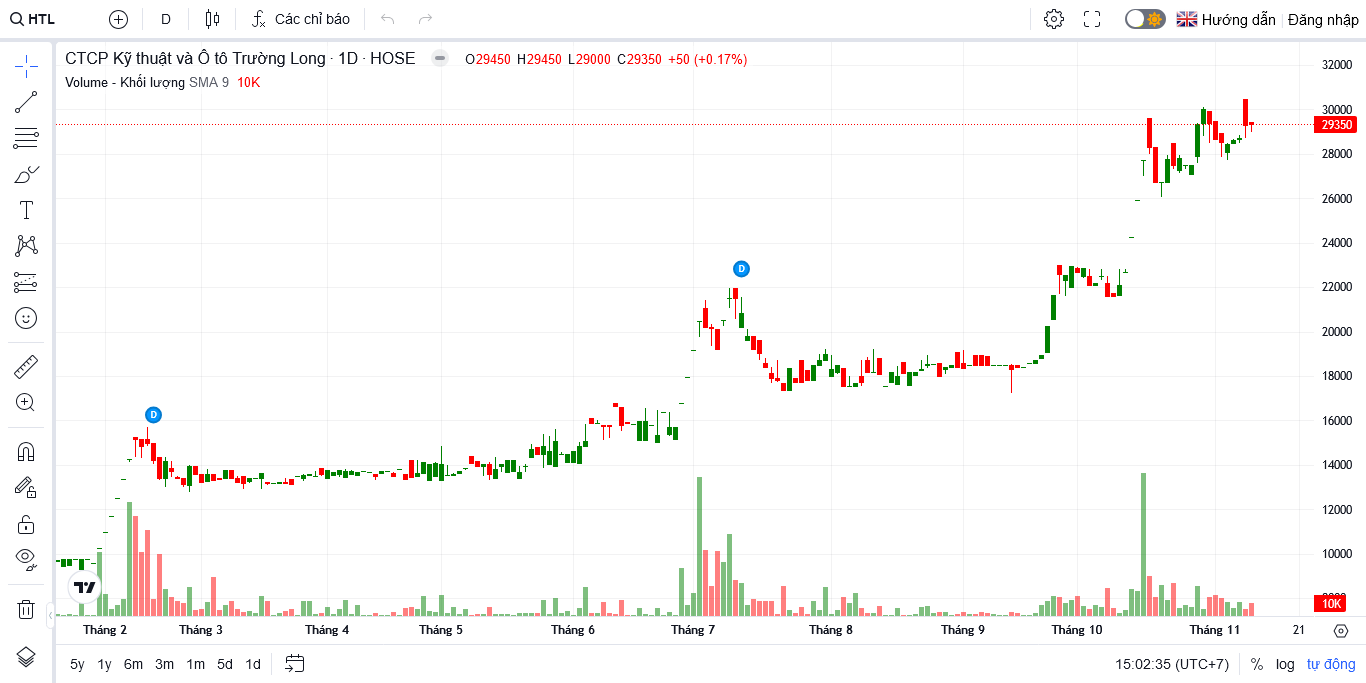 HTL D Các chỉ báo Hướng dẫn Đăng nhập
CTCP Kỹ thuật và Ô tô Trường Long · 1D · HOSE O29450 H29450 L29000 C29350 +50 (+0.17%)
Volume - Khối lượng SMA 9 10K
32000
30000
29350
28000
26000
24000
22000
D
20000
18000
16000
D
14000
12000
10000
10K
Tháng 2 Tháng 3 Tháng 4 Tháng 5 Tháng 6 Tháng 7 Tháng 8 Tháng 9 Tháng 10 Tháng 11 21
5y 1y 6m 3m 1m 5d 1d 15:02:35 (UTC+7) % log tự động